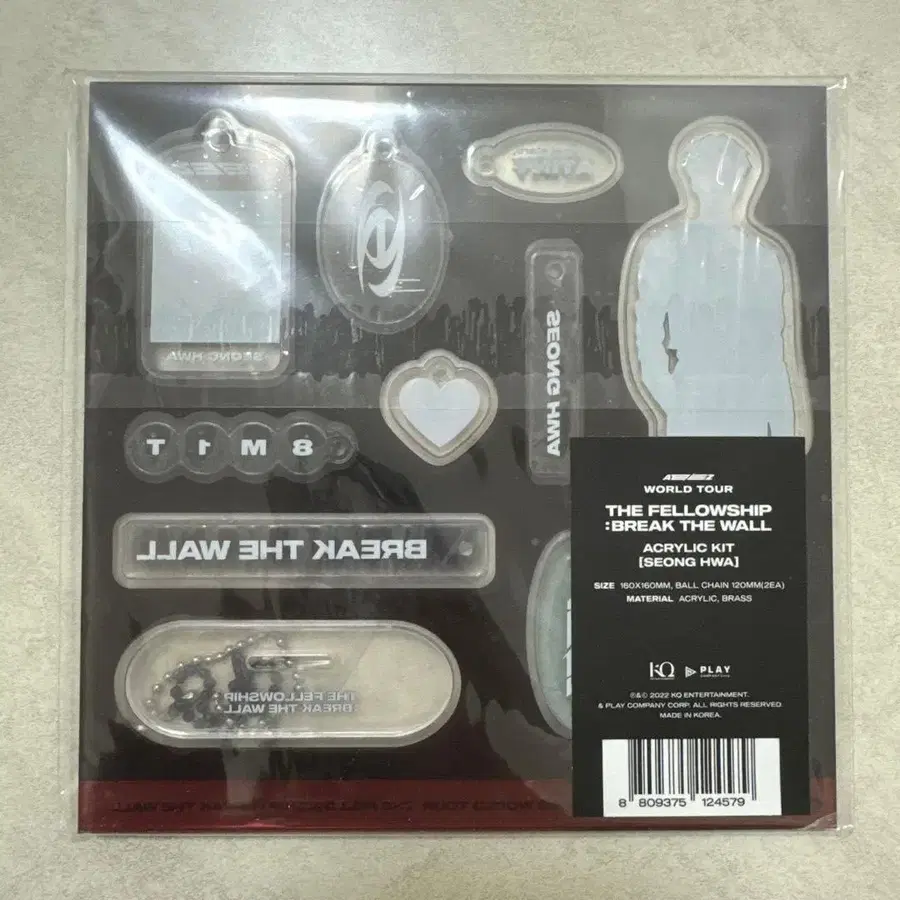 SEONG HWA
SEONG HWA
8M1T
BREAK THE WALL
THE FELLOWSHIP
: BREAK THE WALL
ATEEZ
WORLD TOUR
THE FELLOWSHIP
:BREAK THE WALL
ACRYLIC KIT
[SEONG HWA]
SIZE 160X160MM, BALL CHAIN 120MM(2EA)
MATERIAL ACRYLIC, BRASS
KQ
PLAY
℗&© 2022 KQ ENTERTAINMENT.
& PLAY COMPANY CORP. ALL RIGHTS RESERVED.
MADE IN KOREA.
8 809375 124579